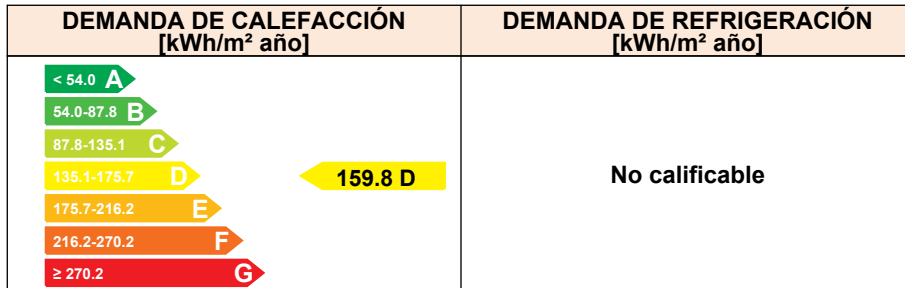 DEMANDA DE CALEFACCIÓN
[kWh/m² año]
DEMANDA DE REFRIGERACIÓN
[kWh/m² año]
< 54.0 A
54.0-87.8 B
87.8-135.1 C
135.1-175.7 D
159.8 D
175.7-216.2 E
216.2-270.2 F
≥ 270.2 G
No calificable